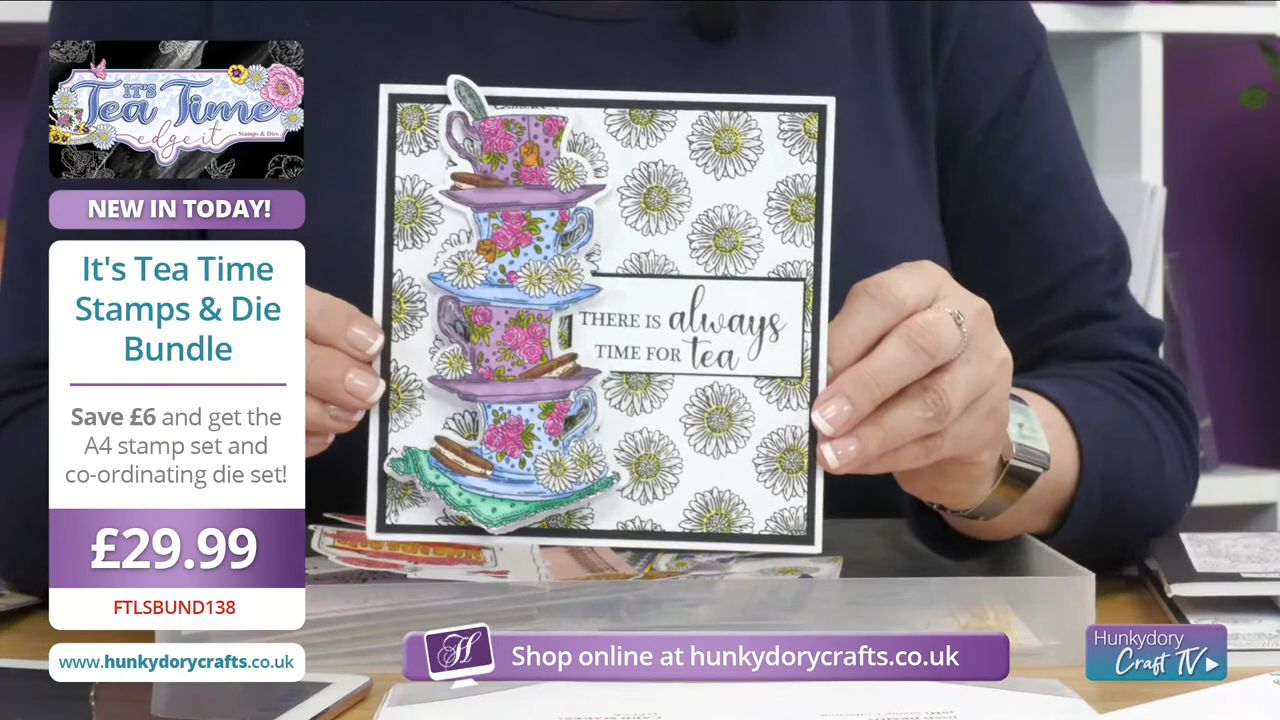 IT'S
Tea Time
edgeit
Stamps & Dies
NEW IN TODAY!
It's Tea Time
Stamps & Die
Bundle
Save £6 and get the
A4 stamp set and
co-ordinating die set!
£29.99
FTLSBUND138
www.hunkydorycrafts.co.uk
THERE IS always
TIME FOR tea
Shop online at hunkydorycrafts.co.uk
Hunkydory
Craft TV